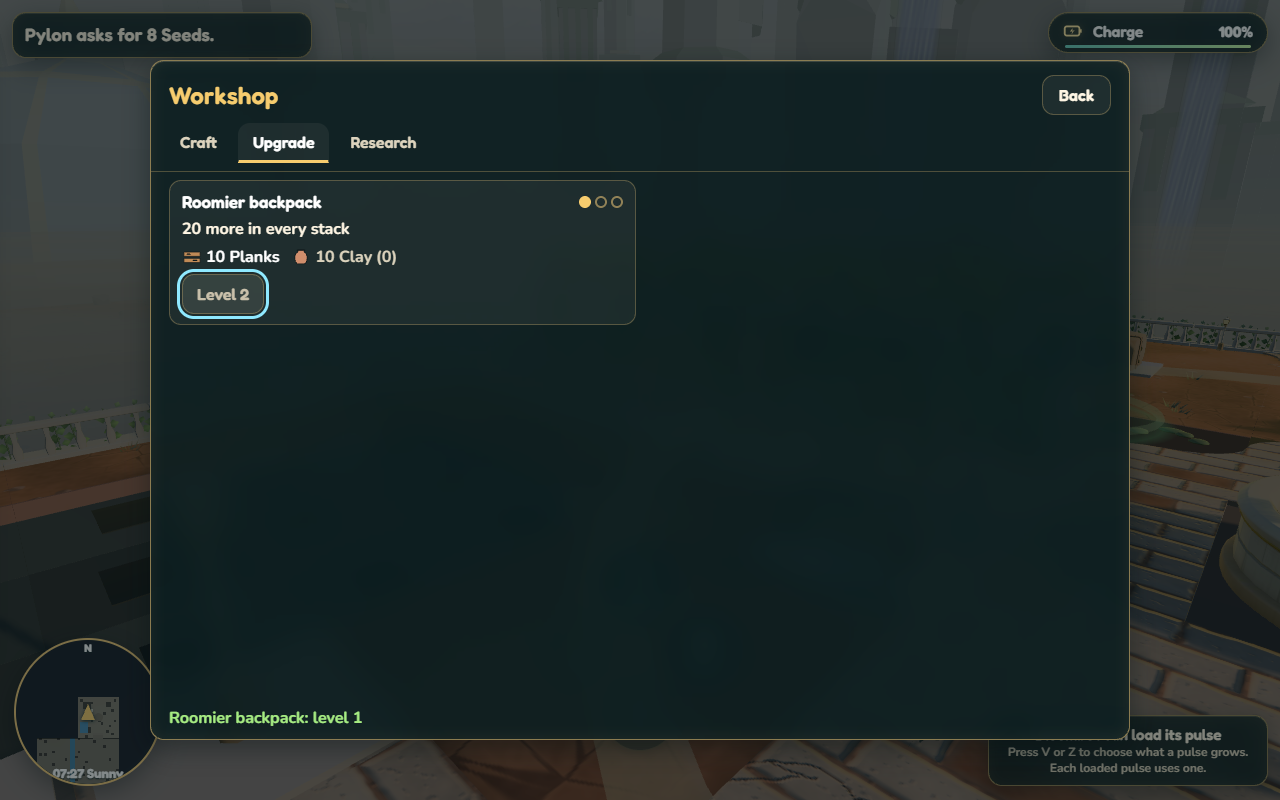 Pylon asks for 8 Seeds.
Charge 100%
Workshop
Back
Craft Upgrade Research
Roomier backpack
20 more in every stack
10 Planks 10 Clay (0)
Level 2
Roomier backpack: level 1
N
07:27 Sunny
load its pulse
Press V or Z to choose what a pulse grows.
Each loaded pulse uses one.